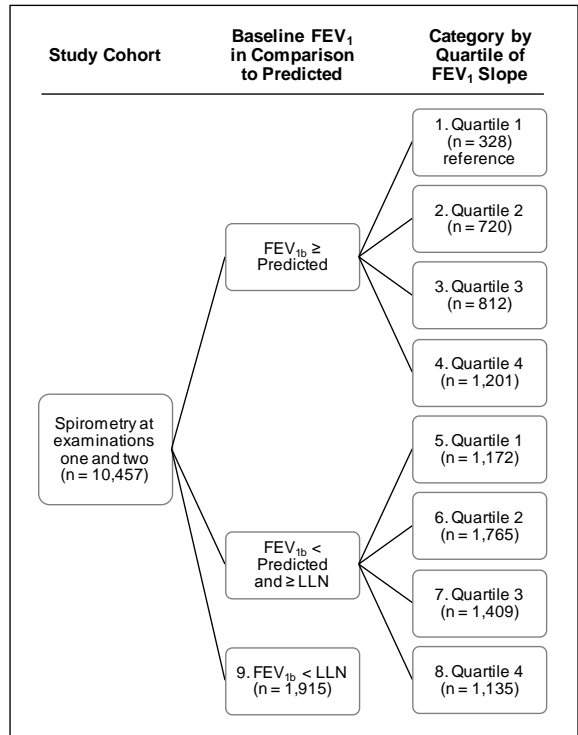 Study Cohort
Baseline FEV₁
in Comparison
to Predicted
Category by
Quartile of
FEV₁ Slope
Spirometry at
examinations
one and two
(n = 10,457)
FEV₁b ≥
Predicted
1. Quartile 1
(n = 328)
reference
2. Quartile 2
(n = 720)
3. Quartile 3
(n = 812)
4. Quartile 4
(n = 1,201)
FEV₁b <
Predicted
and ≥ LLN
5. Quartile 1
(n = 1,172)
6. Quartile 2
(n = 1,765)
7. Quartile 3
(n = 1,409)
8. Quartile 4
(n = 1,135)
9. FEV₁b < LLN
(n = 1,915)